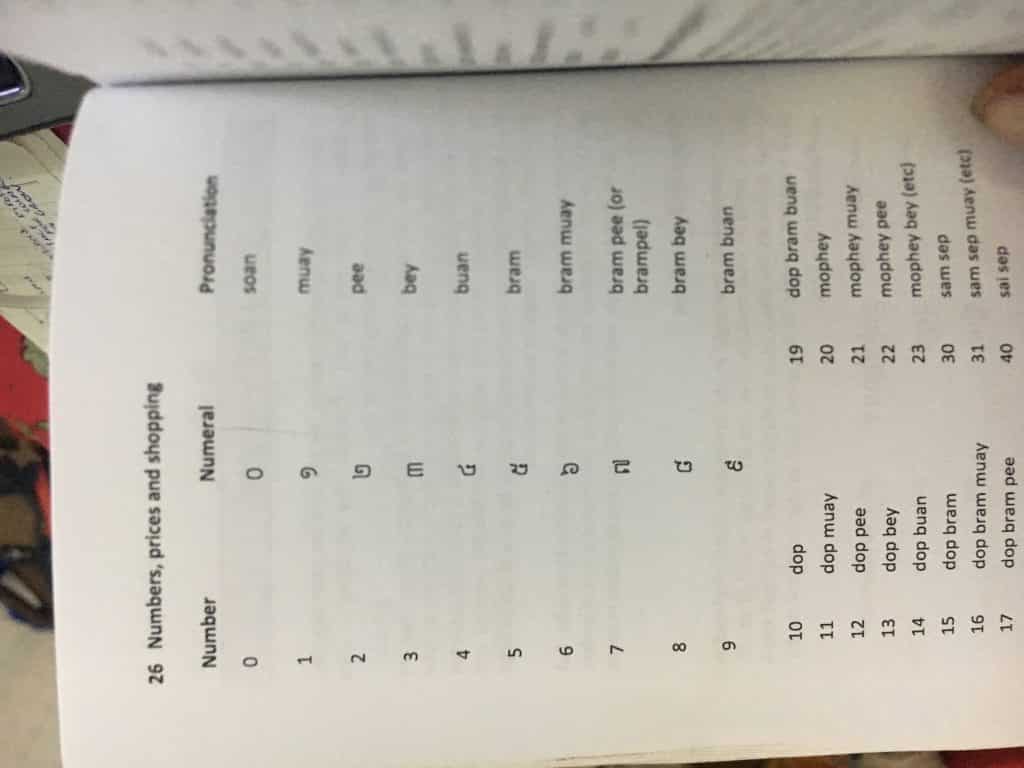 26 Numbers, prices and shopping
Number Numeral Pronunciation
0 ០ soan
1 ១ muay
2 ២ pee
3 ៣ bey
4 ៤ buan
5 ៥ bram
6 ៦ bram muay
7 ៧ bram pee (or
brampel)
8 ៨ bram bey
9 ៩ bram buan
10 dop 19 dop bram buan
11 dop muay 20 mophey
12 dop pee 21 mophey muay
13 dop bey 22 mophey pee
14 dop buan 23 mophey bey (etc)
15 dop bram 30 sam sep
16 dop bram muay 31 sam sep muay (etc)
17 dop bram pee 40 sai sep